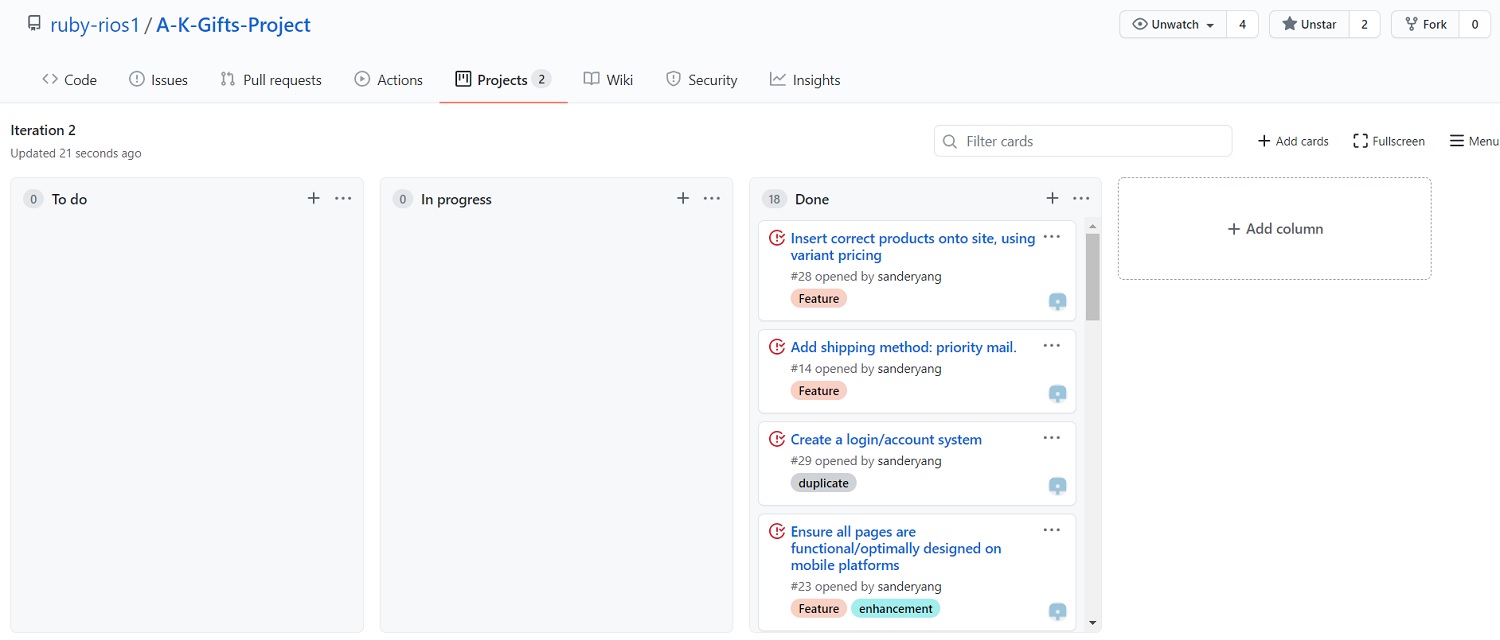 ruby-rios1 / A-K-Gifts-Project
Unwatch 4 Unstar 2 Fork 0
Code Issues Pull requests Actions Projects 2 Wiki Security Insights
Iteration 2
Updated 21 seconds ago
Filter cards
Add cards Fullscreen Menu
0 To do
0 In progress
18 Done
Insert correct products onto site, using
variant pricing
#28 opened by sanderyang
Feature
Add shipping method: priority mail.
#14 opened by sanderyang
Feature
Create a login/account system
#29 opened by sanderyang
duplicate
Ensure all pages are
functional/optimally designed on
mobile platforms
#23 opened by sanderyang
Feature enhancement
+ Add column